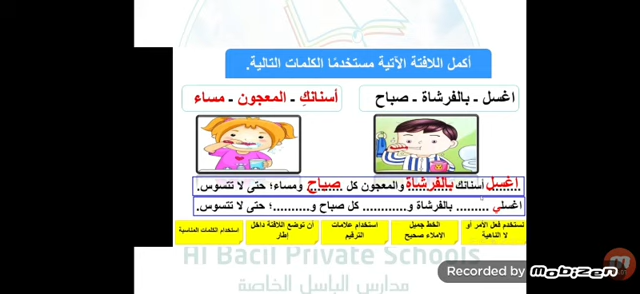 أكمل اللافتة الآتية مستخدمًا الكلمات التالية.
اغسل - بالفرشاة - صباح
أسنانكِ - المعجون - مساء
اغسل أسنانك بالفرشاة والمعجون كل صباح ومساء؛ حتى لا تتسوس.
اغسلي ......... بالفرشاة و............ كل صباح و..........؛ حتى لا تتسوس.
نستخدم فعل الأمر أو لا الناهية
الخط جميل الإملاء صحيح
استخدام علامات الترقيم
أن توضع اللافتة داخل إطار
استخدام الكلمات المناسبة
Al Bacil Private Schools
مدارس الباسل الخاصة
Recorded by Mobizen